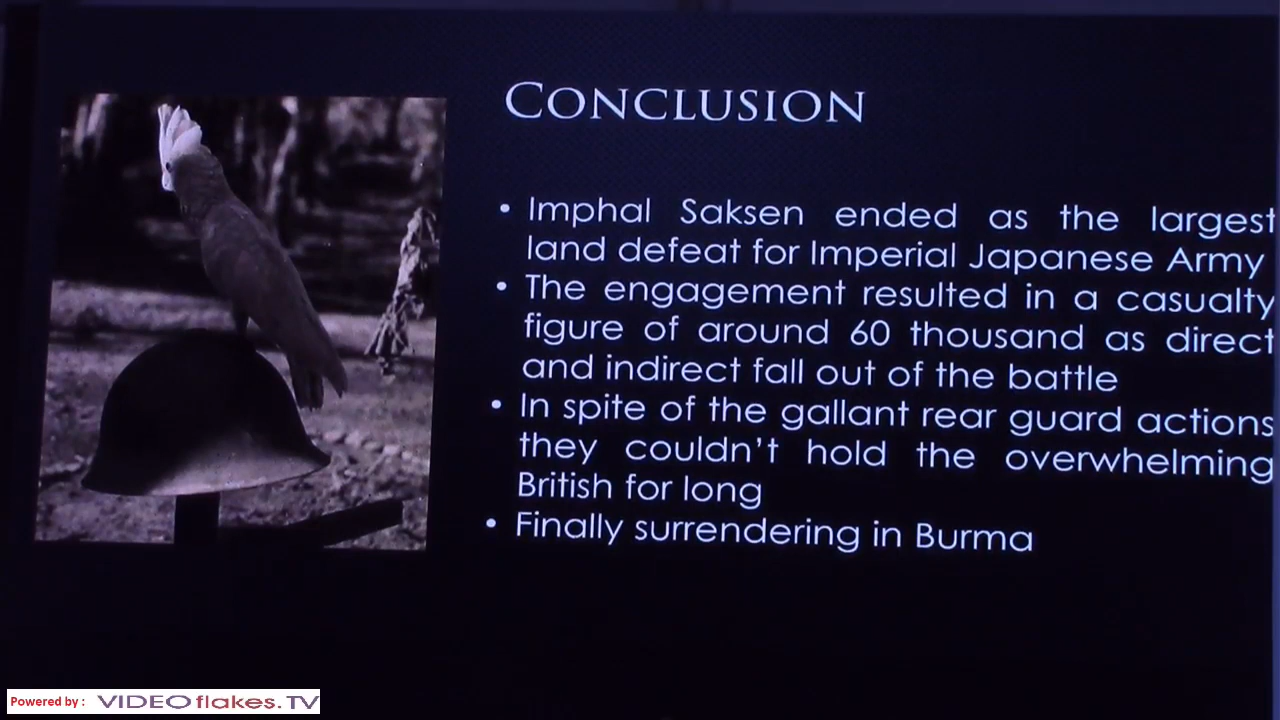 CONCLUSION
• Imphal Saksen ended as the largest
land defeat for Imperial Japanese Army
• The engagement resulted in a casualty
figure of around 60 thousand as direct
and indirect fall out of the battle
• In spite of the gallant rear guard actions
they couldn't hold the overwhelming
British for long
• Finally surrendering in Burma
Powered by : VIDEOflakes.TV